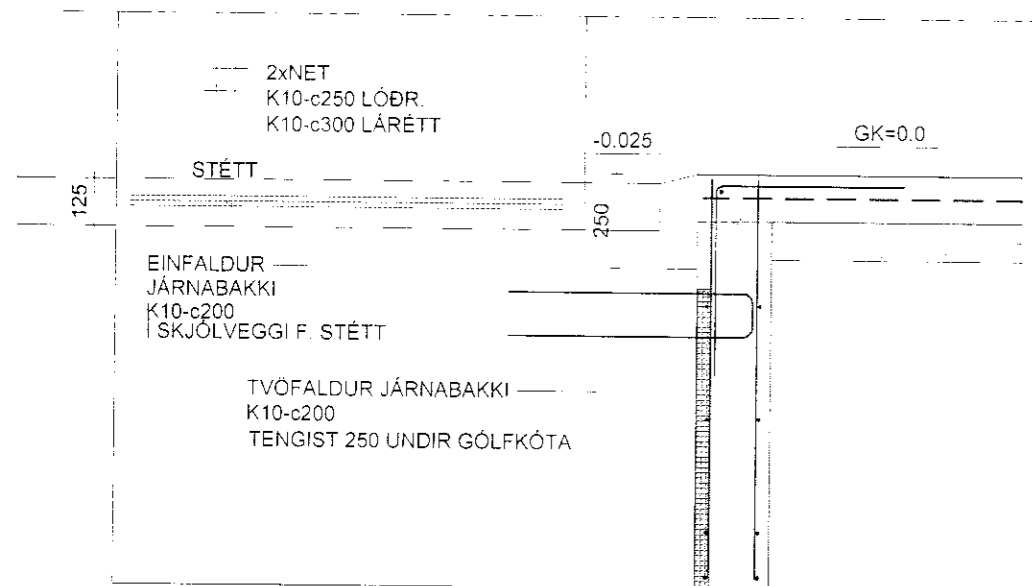 2xNET
K10-c250 LÓÐR.
K10-c300 LÁRÉTT
-0.025
GK=0.0
STÉTT
125
250
EINFALDUR
JÁRNABAKKI
K10-c200
Í SKJÓLVEGGI F. STÉTT
TVÖFALDUR JÁRNABAKKI
K10-c200
TENGIST 250 UNDIR GÓLFKÓTA